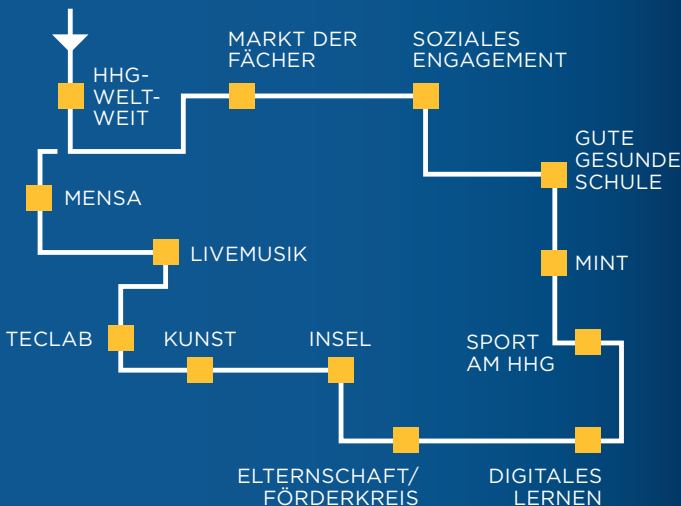 HHG-
WELT-
WEIT
MARKT DER
FÄCHER
SOZIALES
ENGAGEMENT
GUTE
GESUNDE
SCHULE
MENSA
LIVEMUSIK
MINT
TECLAB
KUNST
INSEL
SPORT
AM HHG
ELTERNSCHAFT/
FÖRDERKREIS
DIGITALES
LERNEN